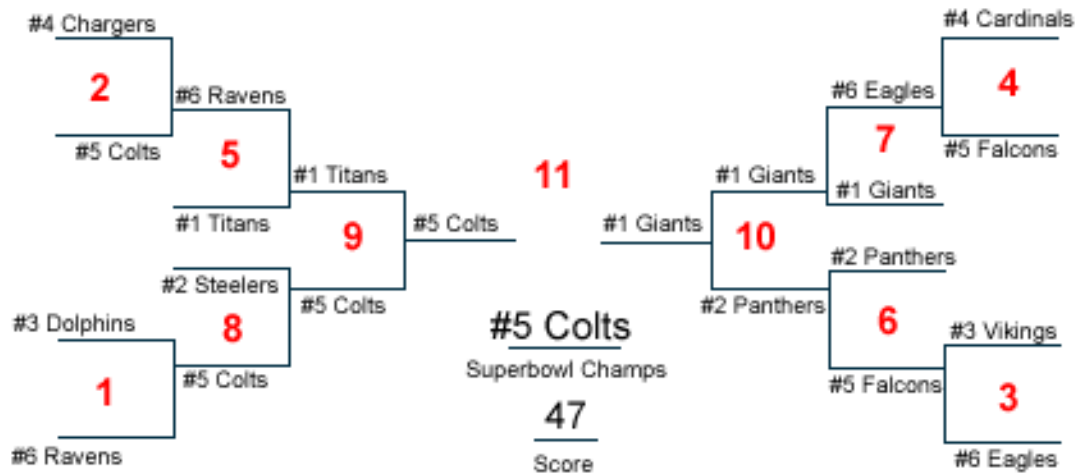 #4 Chargers
#4 Cardinals
2
4
#6 Ravens
#6 Eagles
#5 Colts
#5 Falcons
5
7
#1 Titans
11
#1 Giants
#1 Giants
#1 Titans
#5 Colts
#1 Giants
9
10
#2 Panthers
#2 Steelers
#5 Colts
#2 Panthers
#3 Dolphins
8
#5 Colts
6
#3 Vikings
Superbowl Champs
#5 Colts
#5 Falcons
1
47
3
#6 Ravens
Score
#6 Eagles